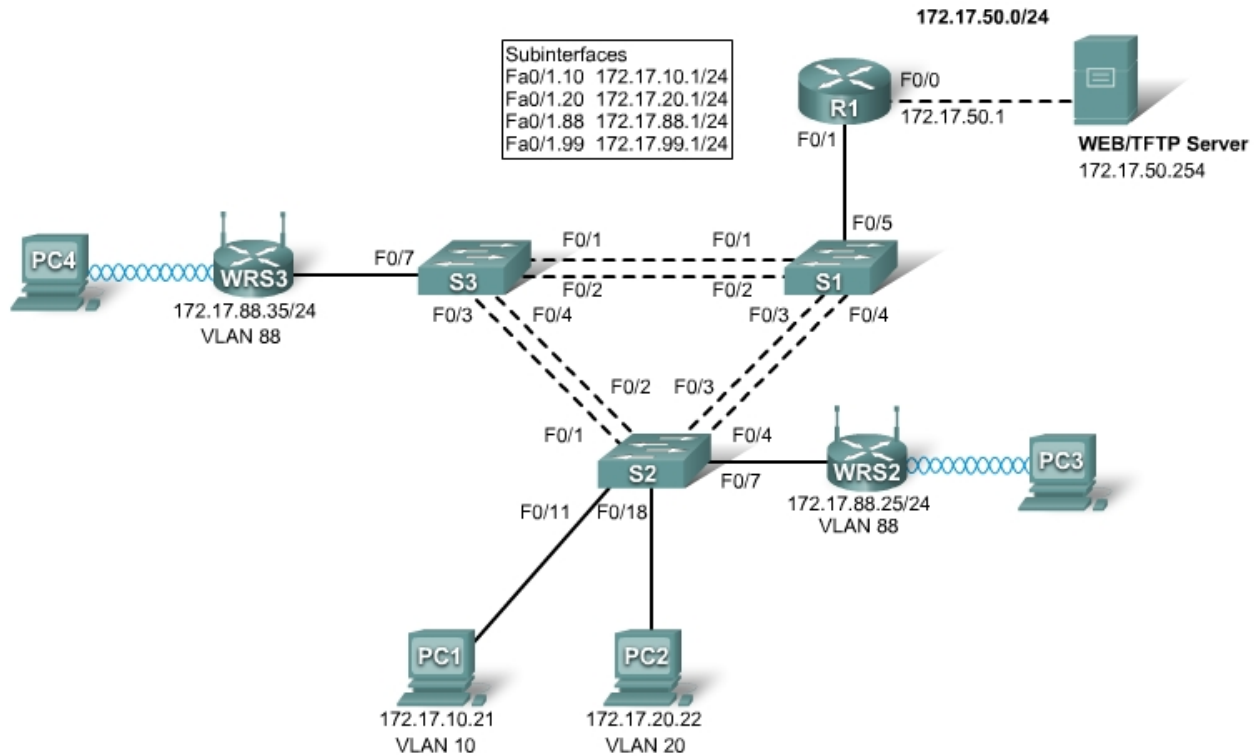 172.17.50.0/24
Subinterfaces
Fa0/1.10 172.17.10.1/24
Fa0/1.20 172.17.20.1/24
Fa0/1.88 172.17.88.1/24
Fa0/1.99 172.17.99.1/24
R1
F0/0
172.17.50.1
F0/1
WEB/TFTP Server
172.17.50.254
F0/5
PC4
WRS3
172.17.88.35/24
VLAN 88
F0/7
S3
F0/1
F0/1
F0/2
F0/2
S1
F0/3
F0/4
F0/3
F0/4
F0/2
F0/3
F0/1
F0/4
S2
F0/7
WRS2
172.17.88.25/24
VLAN 88
PC3
F0/11
F0/18
PC1
172.17.10.21
VLAN 10
PC2
172.17.20.22
VLAN 20